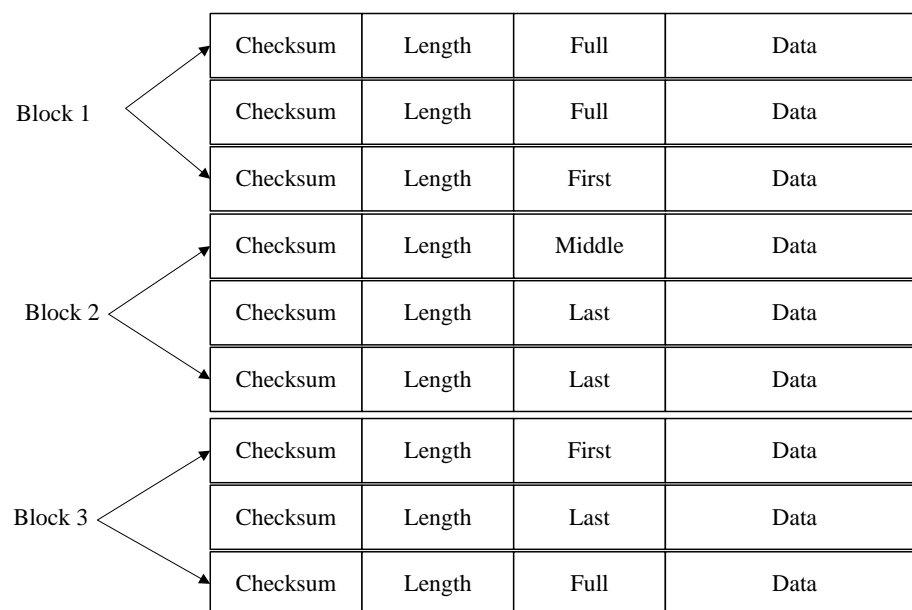 Checksum Length Full Data
Block 1 Checksum Length Full Data
Checksum Length First Data
Checksum Length Middle Data
Block 2 Checksum Length Last Data
Checksum Length Last Data
Checksum Length First Data
Block 3 Checksum Length Last Data
Checksum Length Full Data